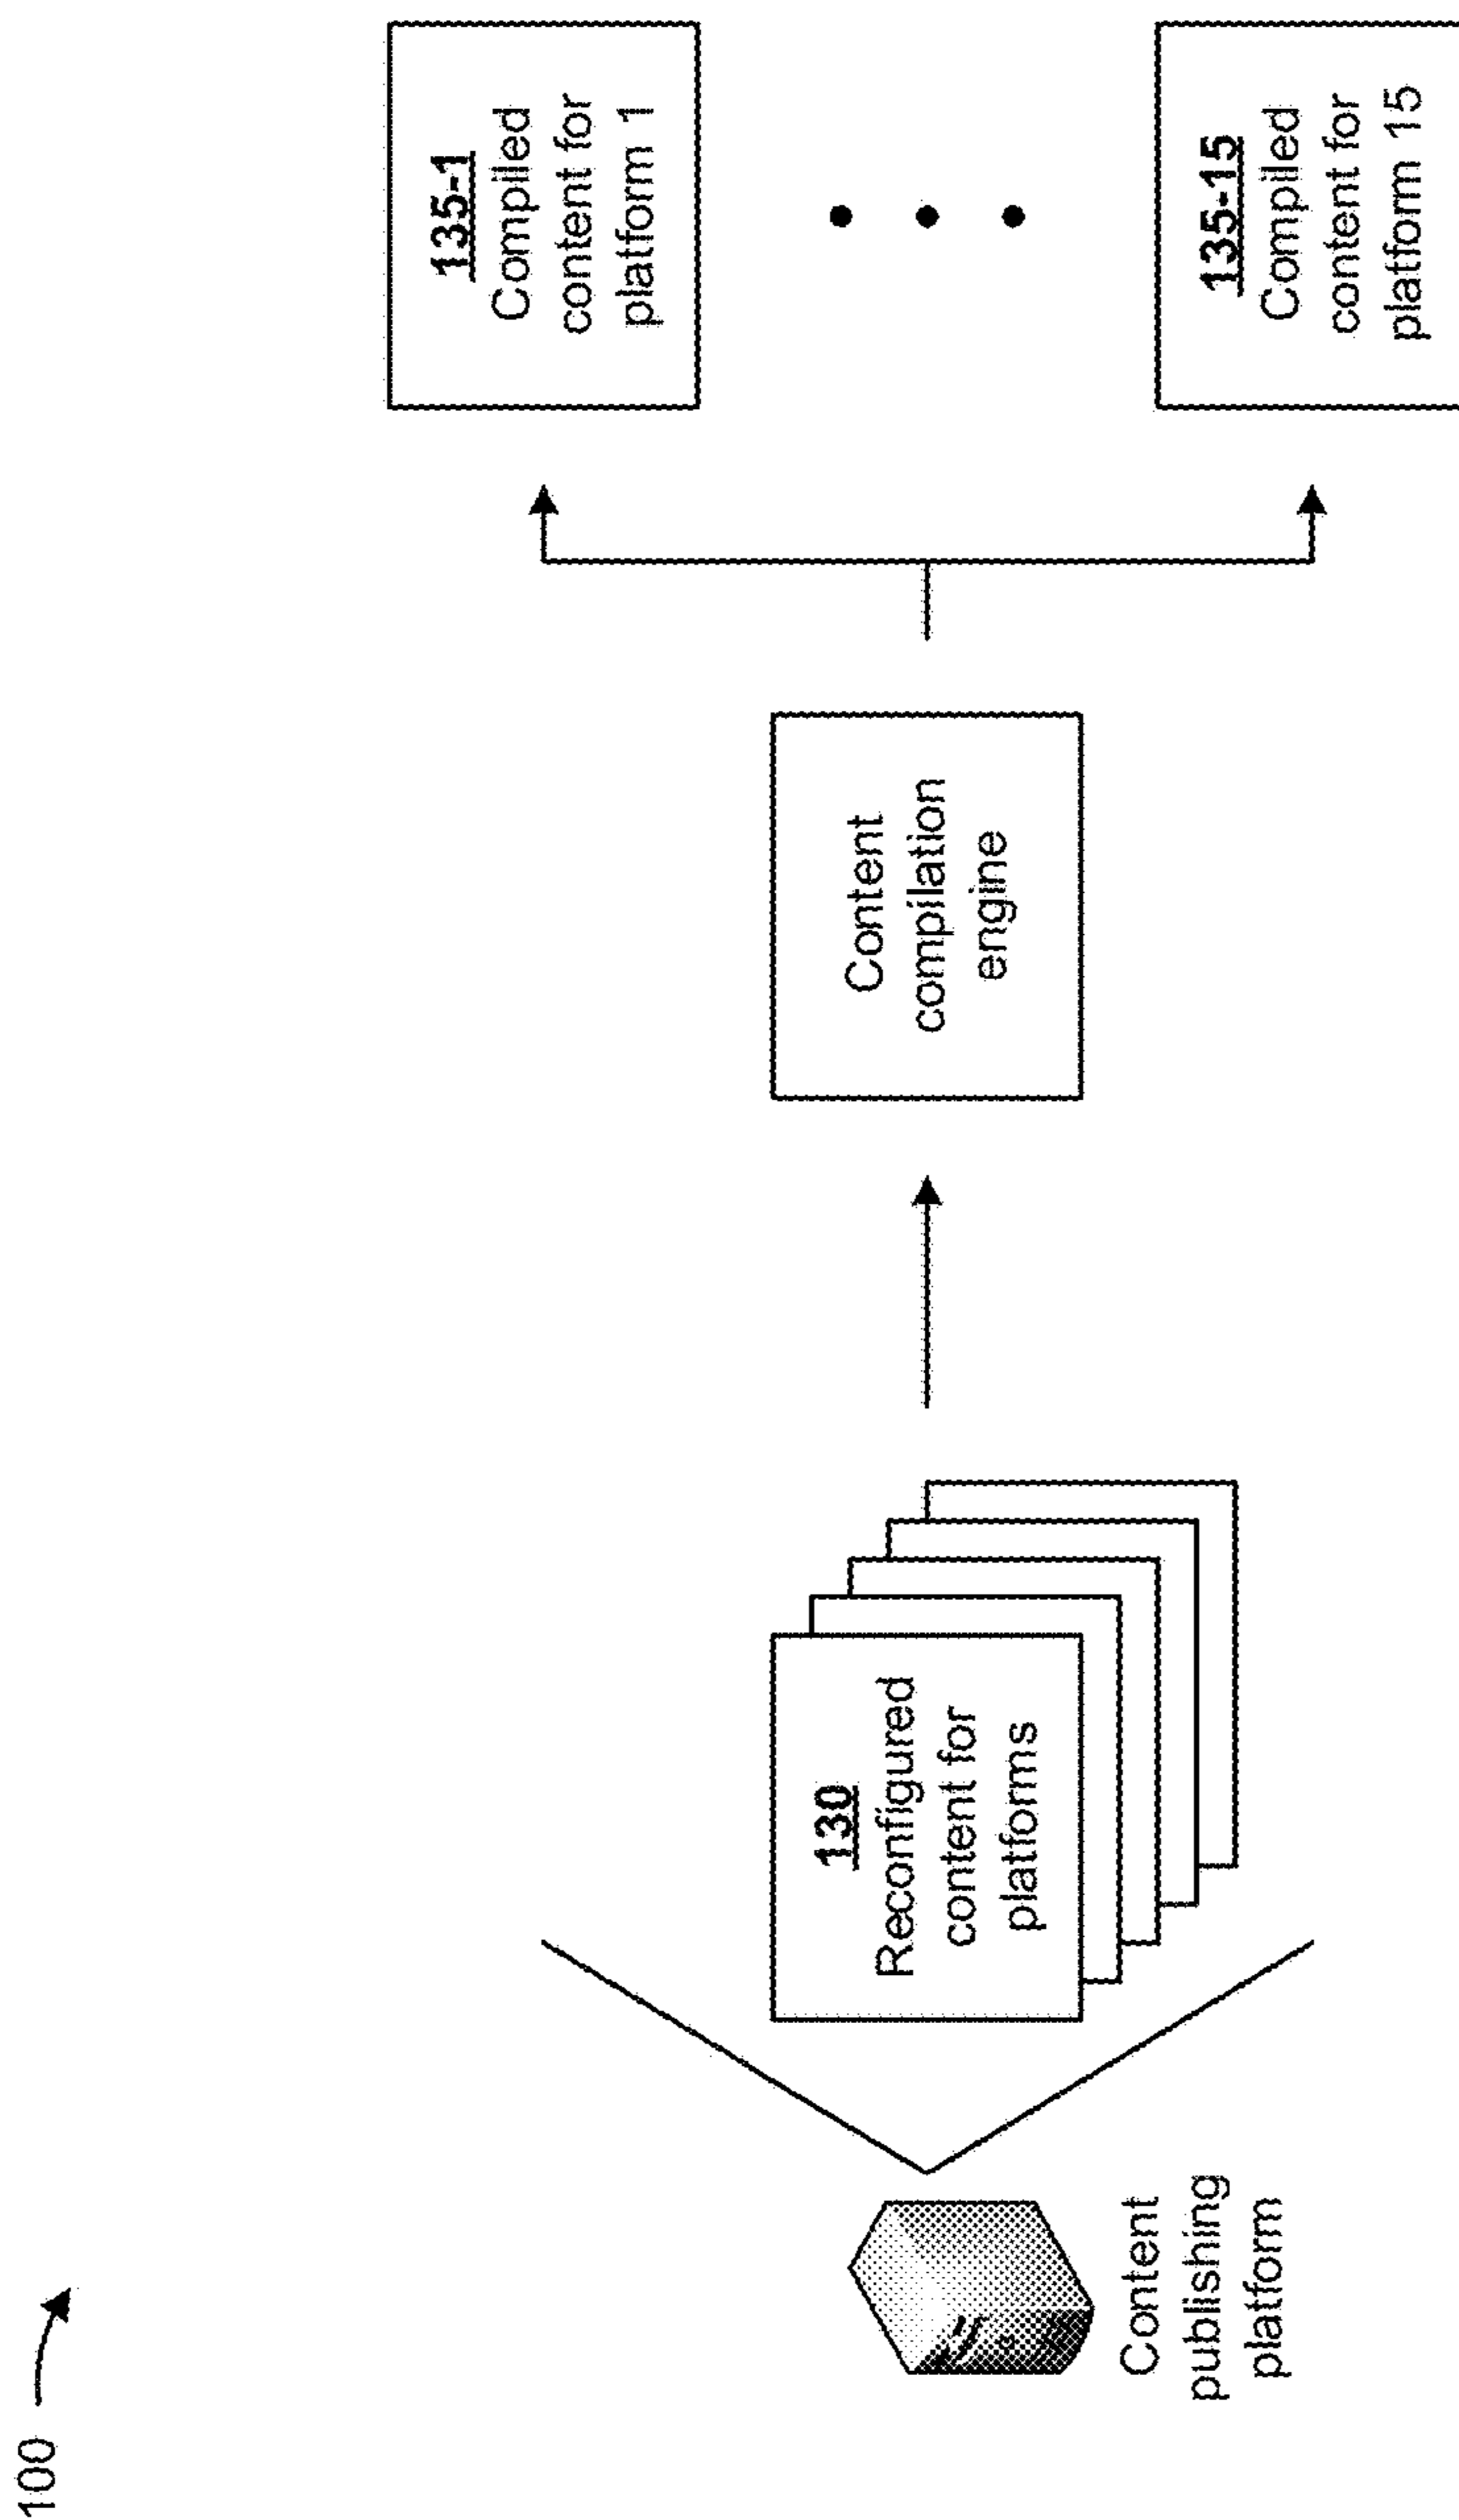 100
Content
publishing
platform
130
Reconfigured
content for
platforms
Content
compilation
engine
135-1
Compiled
content for
platform 1
135-15
Compiled
content for
platform 15